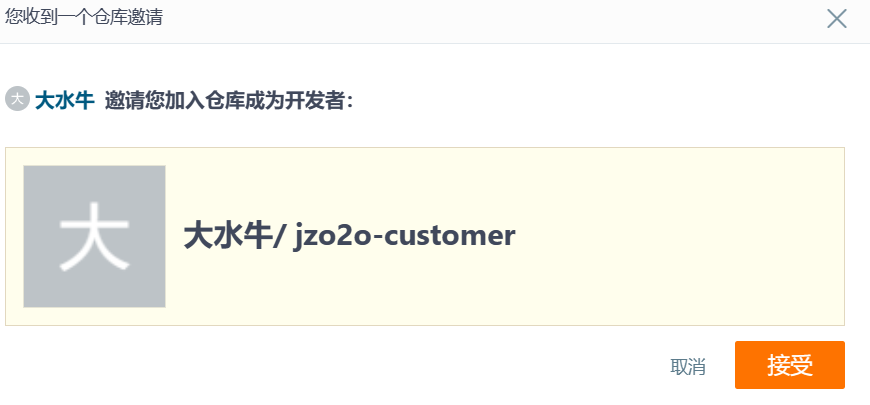 您收到一个仓库邀请
大 大水牛 邀请您加入仓库成为开发者：
大
大水牛/ jzo2o-customer
取消 接受